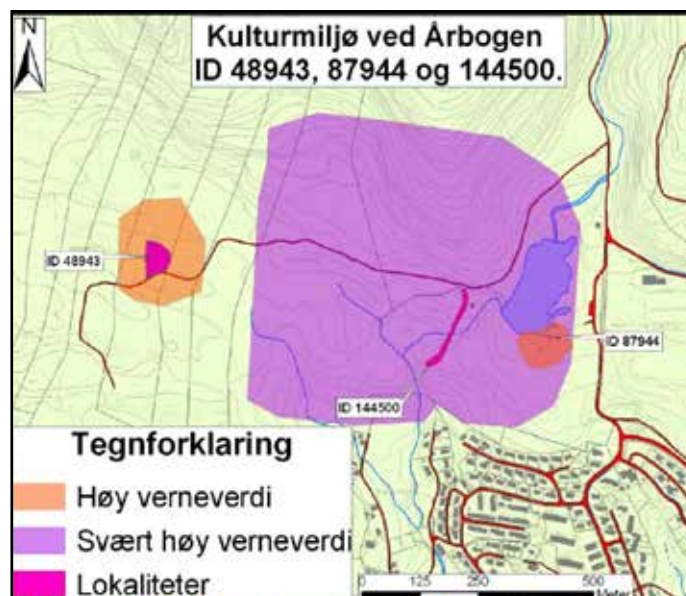 N
Kulturmiljø ved Årbogen
ID 48943, 87944 og 144500.
ID 48943
ID 87944
ID 144500
Tegnforklaring
Høy verneverdi
Svært høy verneverdi
Lokaliteter
0 125 250 500
Meter